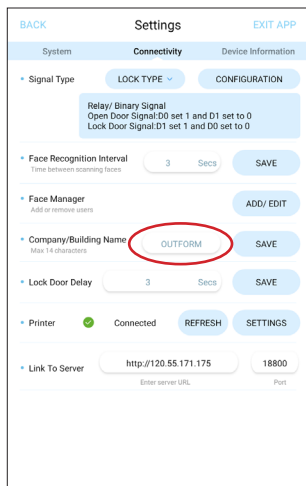 BACK Settings EXIT APP
System Connectivity Device Information
Signal Type LOCK TYPE CONFIGURATION
Relay/ Binary Signal
Open Door Signal:D0 set 1 and D1 set to 0
Lock Door Signal:D1 set 1 and D0 set to 0
Face Recognition Interval 3 Secs SAVE
Time between scanning faces
Face Manager ADD/ EDIT
Add or remove users
Company/Building Name OUTFORM SAVE
Max 14 characters
Lock Door Delay 3 Secs SAVE
Printer Connected REFRESH SETTINGS
Link To Server http://120.55.171.175 18800
Enter server URL Port